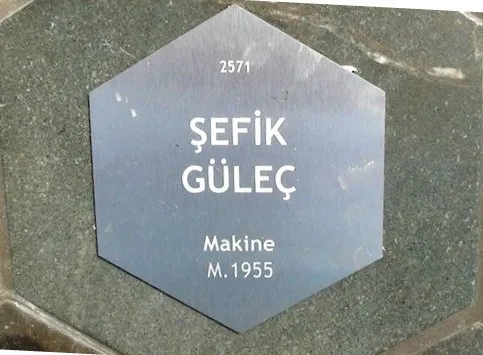 2571
ŞEFİK
GÜLEÇ
Makine
M.1955